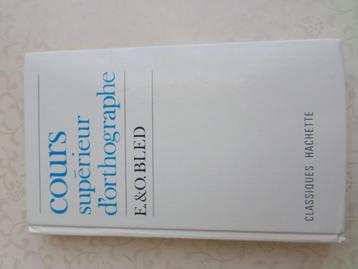 cours
supérieur
d'orthographe
E.&O.BLED
CLASSIQUES HACHETTE